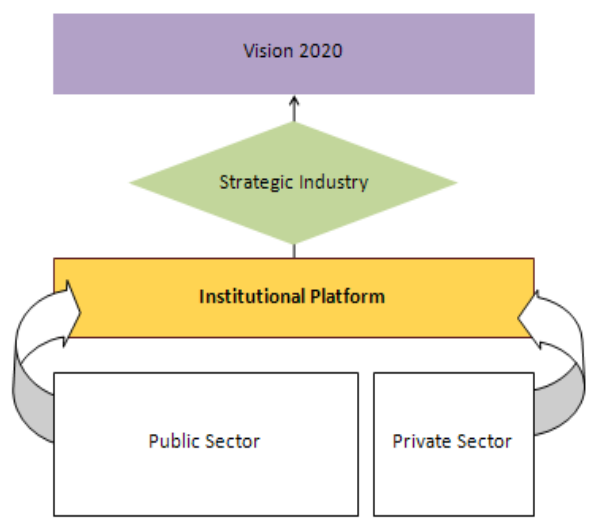 Vision 2020
Strategic Industry
Institutional Platform
Public Sector
Private Sector